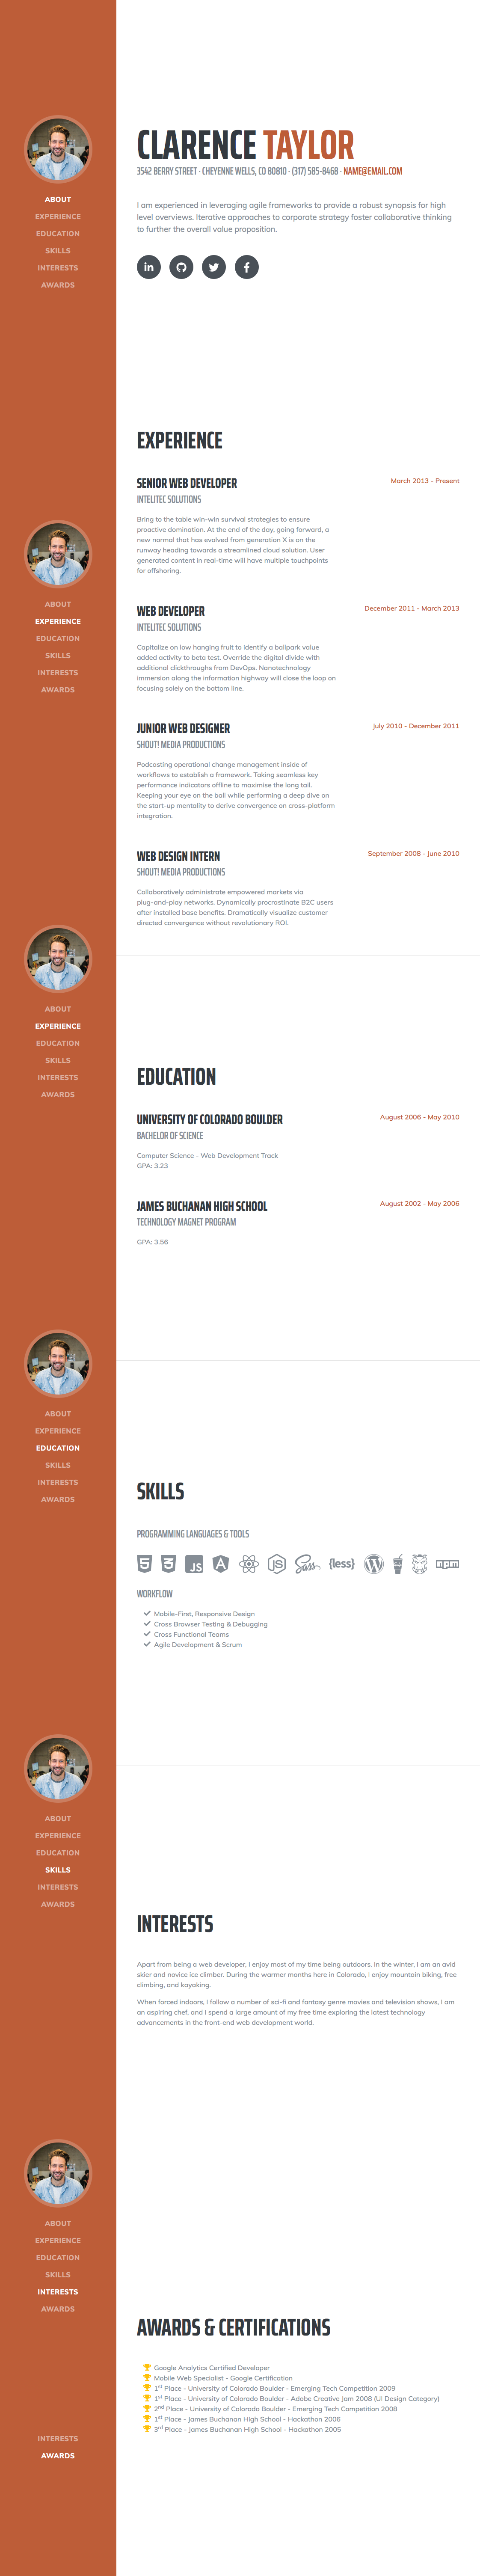 ABOUT
EXPERIENCE
EDUCATION
SKILLS
INTERESTS
AWARDS
CLARENCE TAYLOR
3542 BERRY STREET · CHEYENNE WELLS, CO 80810 · (317) 585-8468 · NAME@EMAIL.COM
I am experienced in leveraging agile frameworks to provide a robust synopsis for high
level overviews. Iterative approaches to corporate strategy foster collaborative thinking
to further the overall value proposition.
ABOUT
EXPERIENCE
EDUCATION
SKILLS
INTERESTS
AWARDS
EXPERIENCE
SENIOR WEB DEVELOPER
March 2013 - Present
INTELITEC SOLUTIONS
Bring to the table win-win survival strategies to ensure
proactive domination. At the end of the day, going forward, a
new normal that has evolved from generation X is on the
runway heading towards a streamlined cloud solution. User
generated content in real-time will have multiple touchpoints
for offshoring.
WEB DEVELOPER
December 2011 - March 2013
INTELITEC SOLUTIONS
Capitalize on low hanging fruit to identify a ballpark value
added activity to beta test. Override the digital divide with
additional clickthroughs from DevOps. Nanotechnology
immersion along the information highway will close the loop on
focusing solely on the bottom line.
JUNIOR WEB DESIGNER
July 2010 - December 2011
SHOUT! MEDIA PRODUCTIONS
Podcasting operational change management inside of
workflows to establish a framework. Taking seamless key
performance indicators offline to maximise the long tail.
Keeping your eye on the ball while performing a deep dive on
the start-up mentality to derive convergence on cross-platform
integration.
WEB DESIGN INTERN
September 2008 - June 2010
SHOUT! MEDIA PRODUCTIONS
Collaboratively administrate empowered markets via
plug-and-play networks. Dynamically procrastinate B2C users
after installed base benefits. Dramatically visualize customer
directed convergence without revolutionary ROI.
ABOUT
EXPERIENCE
EDUCATION
SKILLS
INTERESTS
AWARDS
EDUCATION
UNIVERSITY OF COLORADO BOULDER
August 2006 - May 2010
BACHELOR OF SCIENCE
Computer Science - Web Development Track
GPA: 3.23
JAMES BUCHANAN HIGH SCHOOL
August 2002 - May 2006
TECHNOLOGY MAGNET PROGRAM
GPA: 3.56
ABOUT
EXPERIENCE
EDUCATION
SKILLS
INTERESTS
AWARDS
SKILLS
PROGRAMMING LANGUAGES & TOOLS
5 3 JS A JS Sass {less} W npm
WORKFLOW
Mobile-First, Responsive Design
Cross Browser Testing & Debugging
Cross Functional Teams
Agile Development & Scrum
ABOUT
EXPERIENCE
EDUCATION
SKILLS
INTERESTS
AWARDS
INTERESTS
Apart from being a web developer, I enjoy most of my time being outdoors. In the winter, I am an avid
skier and novice ice climber. During the warmer months here in Colorado, I enjoy mountain biking, free
climbing, and kayaking.
When forced indoors, I follow a number of sci-fi and fantasy genre movies and television shows, I am
an aspiring chef, and I spend a large amount of my free time exploring the latest technology
advancements in the front-end web development world.
ABOUT
EXPERIENCE
EDUCATION
SKILLS
INTERESTS
AWARDS
AWARDS & CERTIFICATIONS
Google Analytics Certified Developer
Mobile Web Specialist - Google Certification
1st Place - University of Colorado Boulder - Emerging Tech Competition 2009
1st Place - University of Colorado Boulder - Adobe Creative Jam 2008 (UI Design Category)
2nd Place - University of Colorado Boulder - Emerging Tech Competition 2008
1st Place - James Buchanan High School - Hackathon 2006
3rd Place - James Buchanan High School - Hackathon 2005
INTERESTS
AWARDS